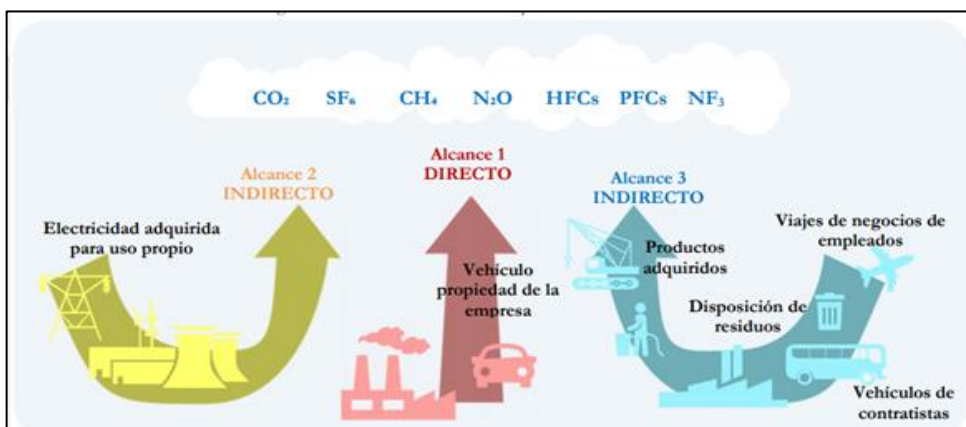 CO₂ SF₆ CH₄ N₂O HFCs PFCs NF₃
Alcance 2
INDIRECTO
Alcance 1
DIRECTO
Alcance 3
INDIRECTO
Electricidad adquirida
para uso propio
Vehículo
propiedad de la
empresa
Productos
adquiridos
Viajes de negocios de
empleados
Disposición de
residuos
Vehículos de
contratistas